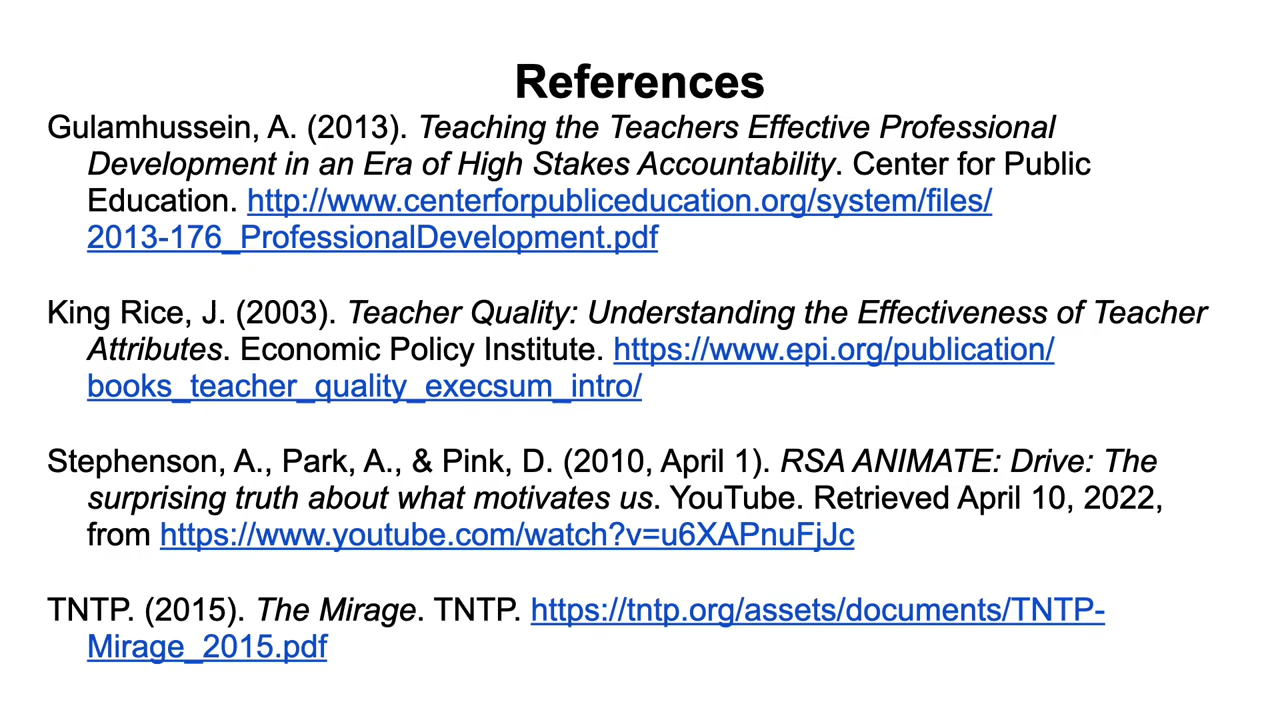 References
Gulamhussein, A. (2013). Teaching the Teachers Effective Professional
Development in an Era of High Stakes Accountability. Center for Public
Education. http://www.centerforpubliceducation.org/system/files/
2013-176_ProfessionalDevelopment.pdf
King Rice, J. (2003). Teacher Quality: Understanding the Effectiveness of Teacher
Attributes. Economic Policy Institute. https://www.epi.org/publication/
books_teacher_quality_execsum_intro/
Stephenson, A., Park, A., & Pink, D. (2010, April 1). RSA ANIMATE: Drive: The
surprising truth about what motivates us. YouTube. Retrieved April 10, 2022,
from https://www.youtube.com/watch?v=u6XAPnuFjJc
TNTP. (2015). The Mirage. TNTP. https://tntp.org/assets/documents/TNTP-
Mirage_2015.pdf